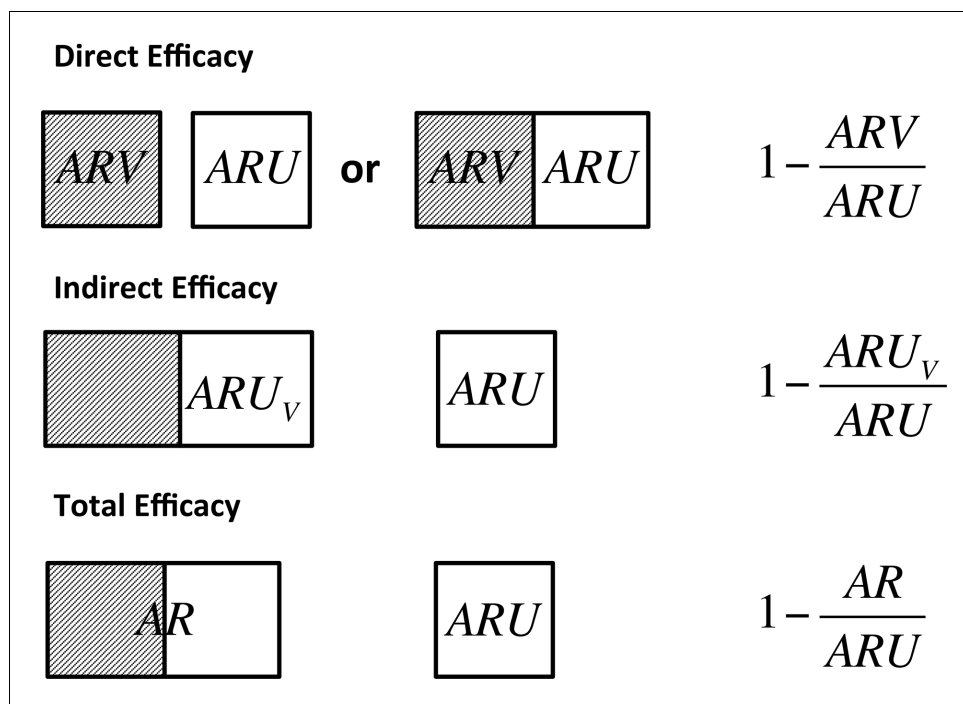 Direct Efficacy
ARV ARU or ARV ARU 1 − ARV/ARU
Indirect Efficacy
ARU_V ARU 1 − ARU_V/ARU
Total Efficacy
AR ARU 1 − AR/ARU